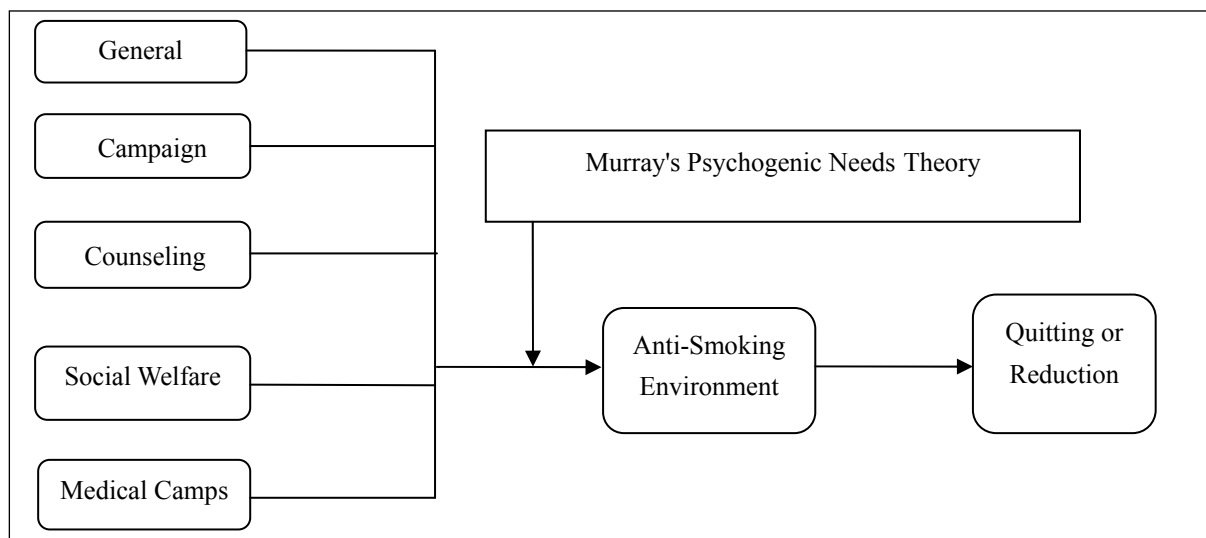 General
Campaign
Murray's Psychogenic Needs Theory
Counseling
Anti-Smoking
Environment
Quitting or
Reduction
Social Welfare
Medical Camps